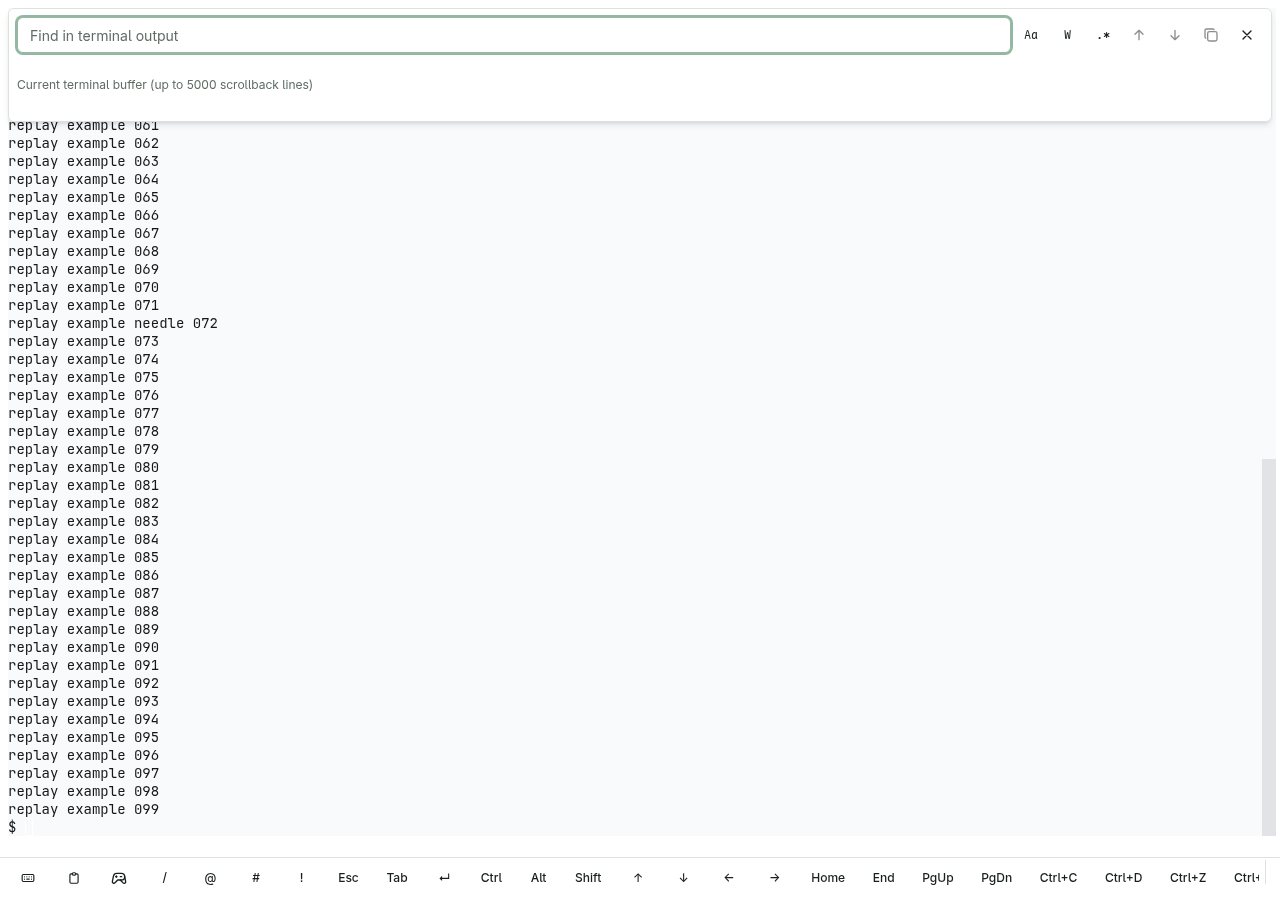 Find in terminal output Aa W .*
Current terminal buffer (up to 5000 scrollback lines)
replay example 061
replay example 062
replay example 063
replay example 064
replay example 065
replay example 066
replay example 067
replay example 068
replay example 069
replay example 070
replay example 071
replay example needle 072
replay example 073
replay example 074
replay example 075
replay example 076
replay example 077
replay example 078
replay example 079
replay example 080
replay example 081
replay example 082
replay example 083
replay example 084
replay example 085
replay example 086
replay example 087
replay example 088
replay example 089
replay example 090
replay example 091
replay example 092
replay example 093
replay example 094
replay example 095
replay example 096
replay example 097
replay example 098
replay example 099
$
/ @ # ! Esc Tab Ctrl Alt Shift ↑ ↓ ← → Home End PgUp PgDn Ctrl+C Ctrl+D Ctrl+Z